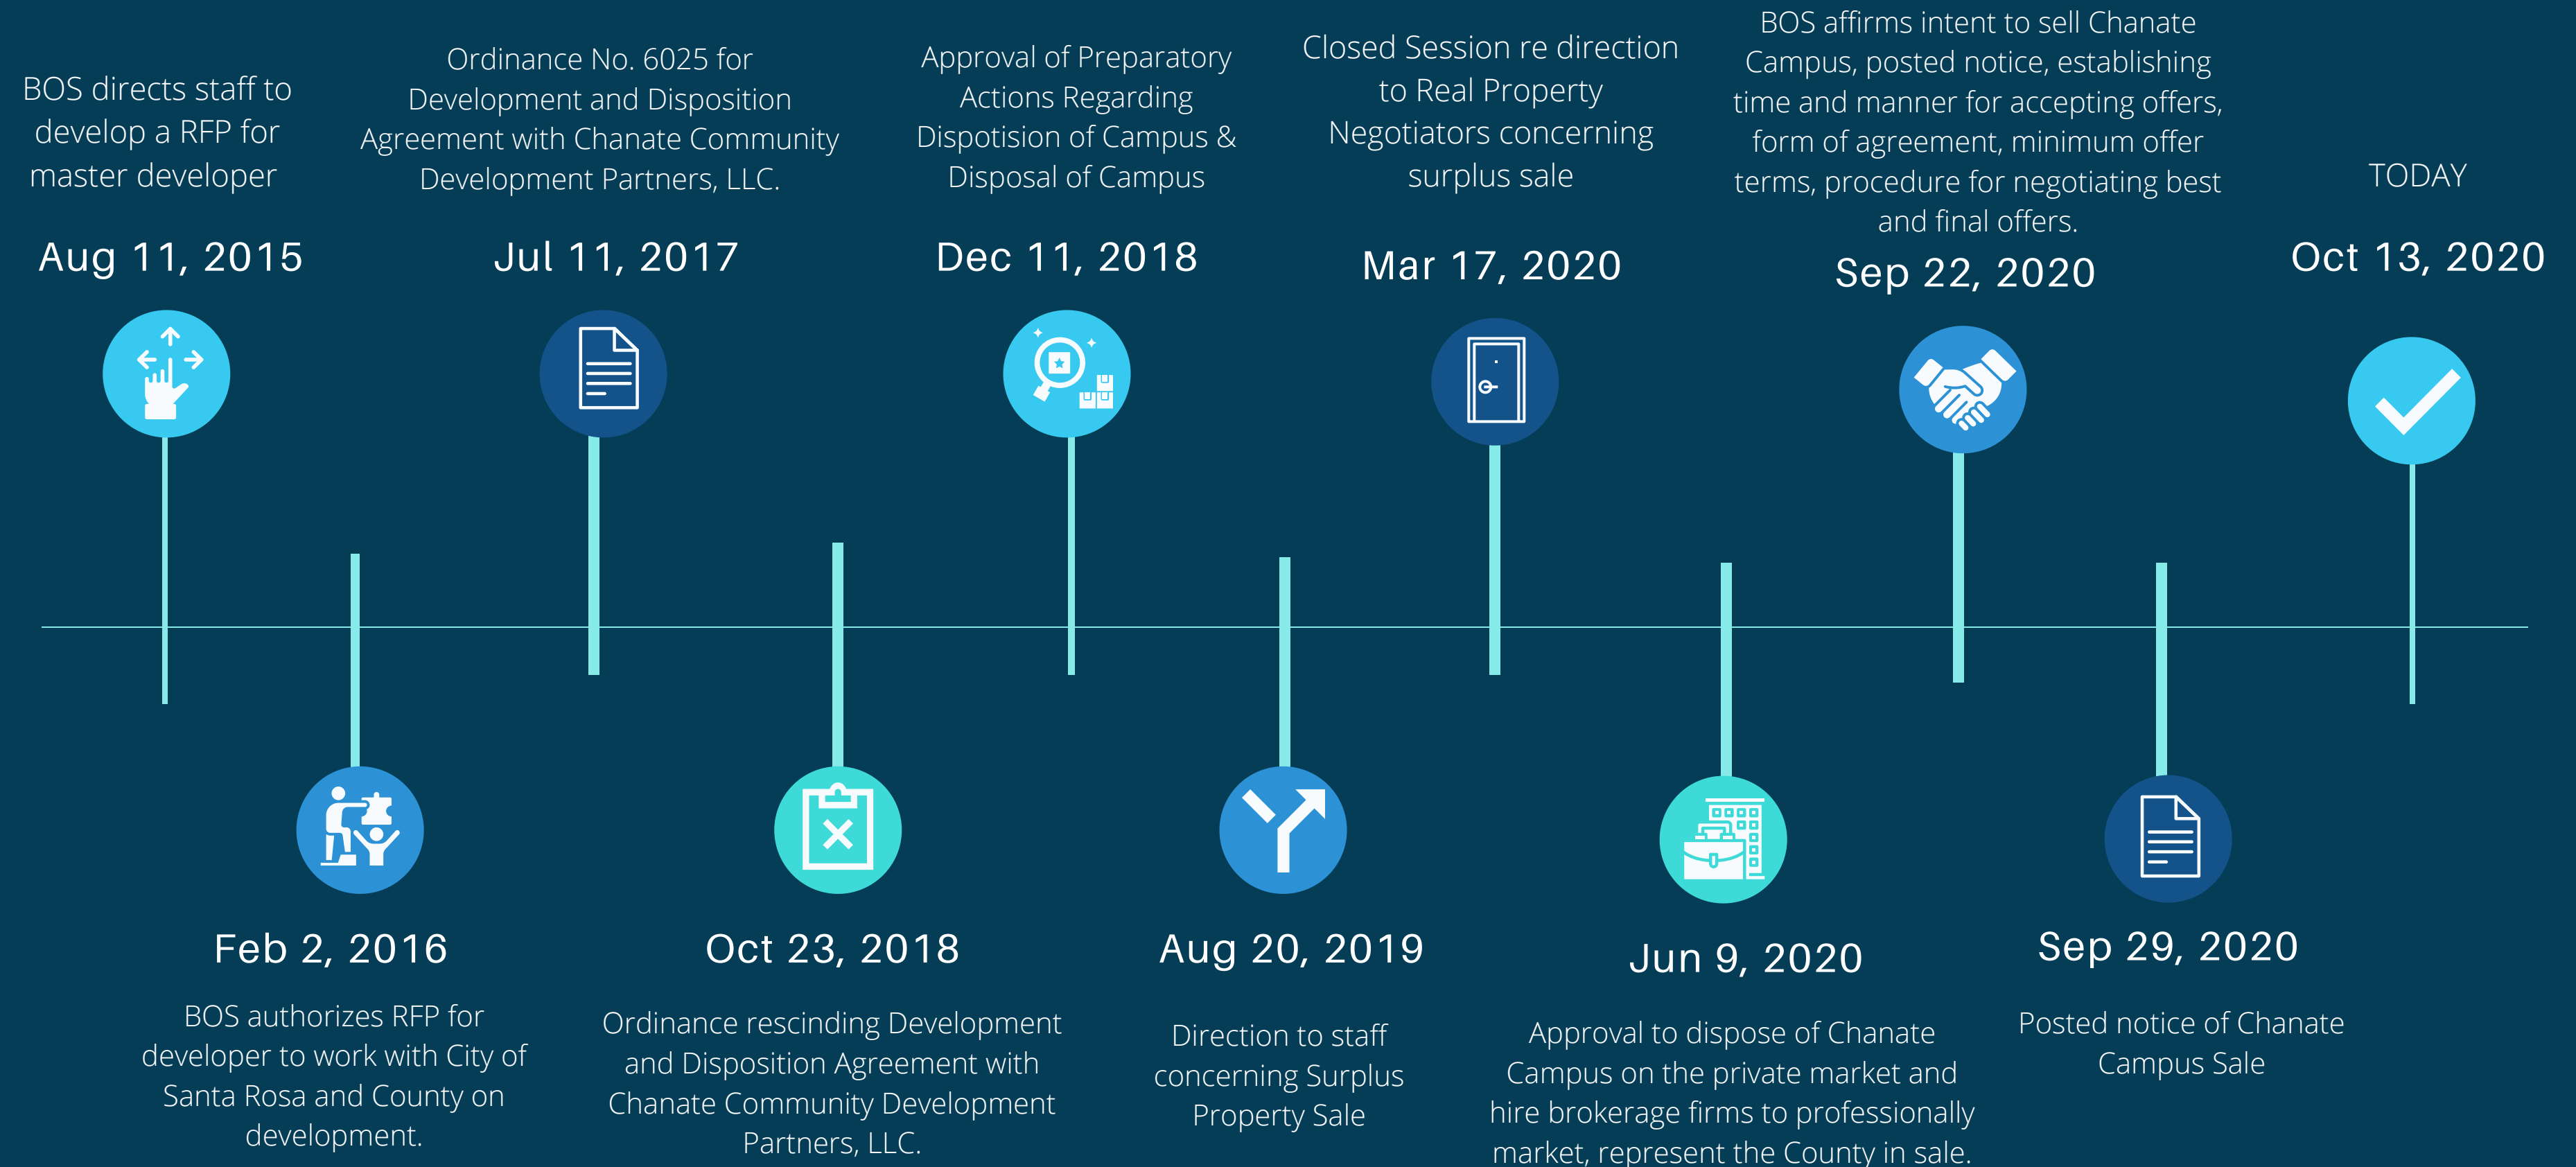 BOS directs staff to
develop a RFP for
master developer
Aug 11, 2015
Ordinance No. 6025 for
Development and Disposition
Agreement with Chanate Community
Development Partners, LLC.
Jul 11, 2017
Approval of Preparatory
Actions Regarding
Dispotision of Campus &
Disposal of Campus
Dec 11, 2018
Closed Session re direction
to Real Property
Negotiators concerning
surplus sale
Mar 17, 2020
BOS affirms intent to sell Chanate
Campus, posted notice, establishing
time and manner for accepting offers,
form of agreement, minimum offer
terms, procedure for negotiating best
and final offers.
Sep 22, 2020
TODAY
Oct 13, 2020
Feb 2, 2016
BOS authorizes RFP for
developer to work with City of
Santa Rosa and County on
development.
Oct 23, 2018
Ordinance rescinding Development
and Disposition Agreement with
Chanate Community Development
Partners, LLC.
Aug 20, 2019
Direction to staff
concerning Surplus
Property Sale
Jun 9, 2020
Approval to dispose of Chanate
Campus on the private market and
hire brokerage firms to professionally
market, represent the County in sale.
Sep 29, 2020
Posted notice of Chanate
Campus Sale